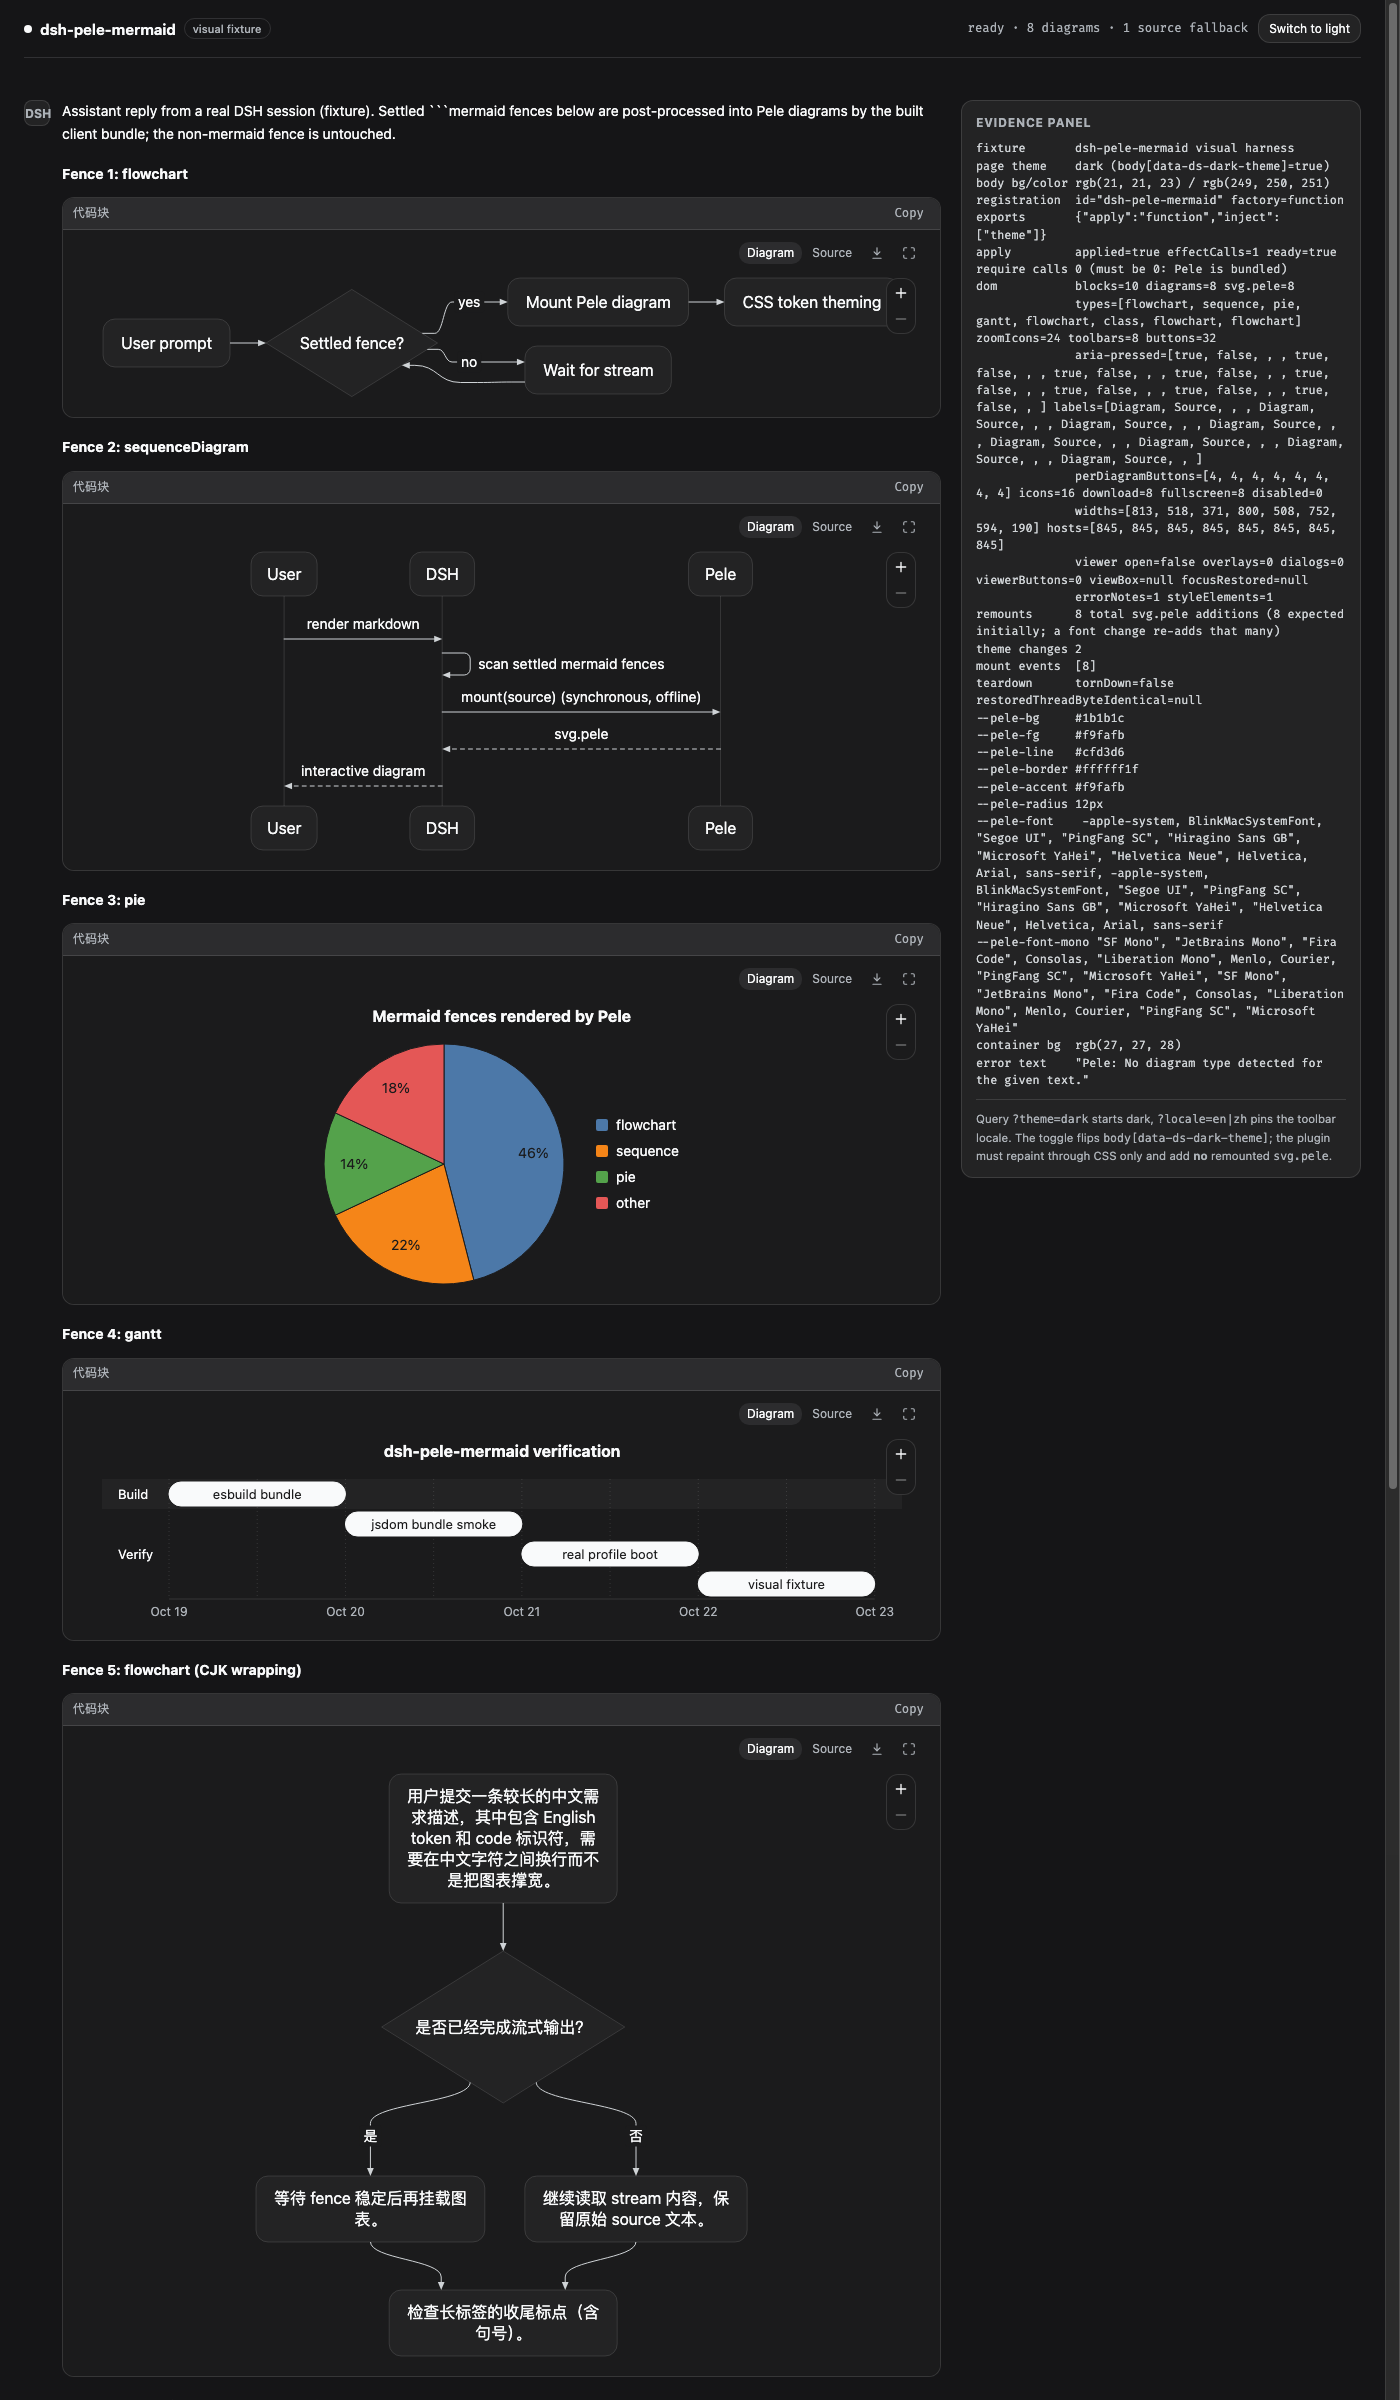 dsh-pele-mermaid
visual fixture
ready · 8 diagrams · 1 source fallback
Switch to light
DSH
Assistant reply from a real DSH session (fixture). Settled ```mermaid fences below are post-processed into Pele diagrams by the built
client bundle; the non-mermaid fence is untouched.
Fence 1: flowchart
代码块
Copy
Diagram
Source
User prompt
Settled fence?
yes
Mount Pele diagram
CSS token theming
+
−
no
Wait for stream
Fence 2: sequenceDiagram
代码块
Copy
Diagram
Source
+
−
User
DSH
Pele
render markdown
scan settled mermaid fences
mount(source) (synchronous, offline)
svg.pele
interactive diagram
User
DSH
Pele
Fence 3: pie
代码块
Copy
Diagram
Source
+
−
Mermaid fences rendered by Pele
18%
46%
14%
22%
flowchart
sequence
pie
other
Fence 4: gantt
代码块
Copy
Diagram
Source
+
−
dsh-pele-mermaid verification
Build
esbuild bundle
jsdom bundle smoke
Verify
real profile boot
visual fixture
Oct 19
Oct 20
Oct 21
Oct 22
Oct 23
Fence 5: flowchart (CJK wrapping)
代码块
Copy
Diagram
Source
+
−
用户提交一条较长的中文需
求描述，其中包含 English
token 和 code 标识符，需
要在中文字符之间换行而不
是把图表撑宽。
是否已经完成流式输出？
是
否
等待 fence 稳定后再挂载图
表。
继续读取 stream 内容，保
留原始 source 文本。
检查长标签的收尾标点（含
句号）。
EVIDENCE PANEL
fixture dsh-pele-mermaid visual harness
page theme dark (body[data-ds-dark-theme]=true)
body bg/color rgb(21, 21, 23) / rgb(249, 250, 251)
registration id="dsh-pele-mermaid" factory=function
exports {"apply":"function","inject":
["theme"]}
apply applied=true effectCalls=1 ready=true
require calls 0 (must be 0: Pele is bundled)
dom blocks=10 diagrams=8 svg.pele=8
types=[flowchart, sequence, pie,
gantt, flowchart, class, flowchart, flowchart]
zoomIcons=24 toolbars=8 buttons=32
aria-pressed=[true, false, , , true,
false, , , true, false, , , true, false, , , true,
false, , , true, false, , , true, false, , , true,
false, , ] labels=[Diagram, Source, , , Diagram,
Source, , , Diagram, Source, , , Diagram, Source, ,
, Diagram, Source, , , Diagram, Source, , , Diagram,
Source, , , Diagram, Source, , ]
perDiagramButtons=[4, 4, 4, 4, 4, 4,
4, 4] icons=16 download=8 fullscreen=8 disabled=0
widths=[813, 518, 371, 800, 508, 752,
594, 190] hosts=[845, 845, 845, 845, 845, 845, 845,
845]
viewer open=false overlays=0 dialogs=0
viewerButtons=0 viewBox=null focusRestored=null
errorNotes=1 styleElements=1
remounts 8 total svg.pele additions (8 expected
initially; a font change re-adds that many)
theme changes 2
mount events [8]
teardown tornDown=false
restoredThreadByteIdentical=null
--pele-bg #1b1b1c
--pele-fg #f9fafb
--pele-line #cfd3d6
--pele-border #ffffff1f
--pele-accent #f9fafb
--pele-radius 12px
--pele-font -apple-system, BlinkMacSystemFont,
"Segoe UI", "PingFang SC", "Hiragino Sans GB",
"Microsoft YaHei", "Helvetica Neue", Helvetica,
Arial, sans-serif, -apple-system,
BlinkMacSystemFont, "Segoe UI", "PingFang SC",
"Hiragino Sans GB", "Microsoft YaHei", "Helvetica
Neue", Helvetica, Arial, sans-serif
--pele-font-mono "SF Mono", "JetBrains Mono", "Fira
Code", Consolas, "Liberation Mono", Menlo, Courier,
"PingFang SC", "Microsoft YaHei", "SF Mono",
"JetBrains Mono", "Fira Code", Consolas, "Liberation
Mono", Menlo, Courier, "PingFang SC", "Microsoft
YaHei"
container bg rgb(27, 27, 28)
error text "Pele: No diagram type detected for
the given text."
Query ?theme=dark starts dark, ?locale=en|zh pins the toolbar
locale. The toggle flips body[data-ds-dark-theme]; the plugin
must repaint through CSS only and add no remounted svg.pele.